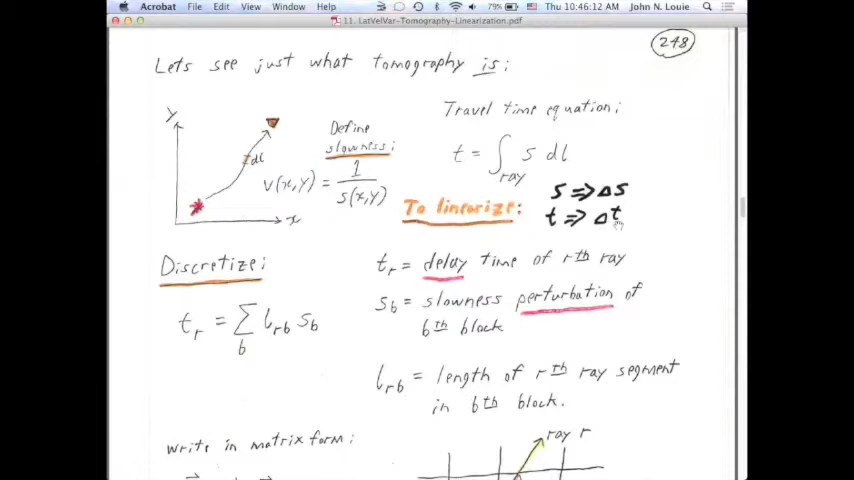 Acrobat File Edit View Window Help 79% Thu 10:46:12 AM John N. Louie
11. LatVelVar-Tomography-Linearization.pdf
248
Lets see just what tomography is:
Y
dl
x
Define
slowness:
v(x,y) = 1 / s(x,y)
Travel time equation:
t = ∫ray s dl
To linearize:
s ⇒ Δs
t ⇒ Δt
Discretize:
tr = Σb lrb sb
tr = delay time of rth ray
sb = slowness perturbation of
bth block
lrb = length of rth ray segment
in bth block.
write in matrix form:
ray r